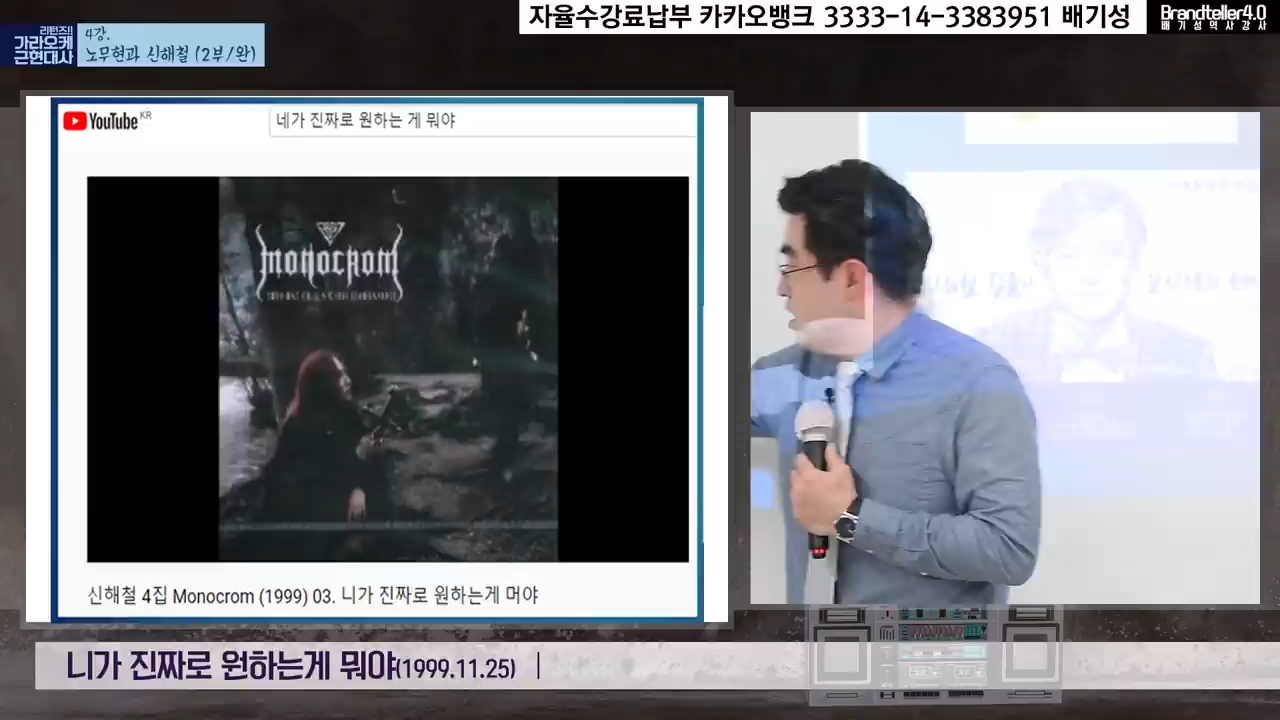 자율수강료납부 카카오뱅크 3333-14-3383951 배기성
Brandteller4.0
배기성역사강사
리턴즈!!
가라오케
근현대사
4강.
노무현과 신해철 (2부/완)
YouTube KR
네가 진짜로 원하는 게 뭐야
MONOCROM
신해철 4집 Monocrom (1999) 03. 니가 진짜로 원하는게 머야
니가 진짜로 원하는게 뭐야(1999.11.25)